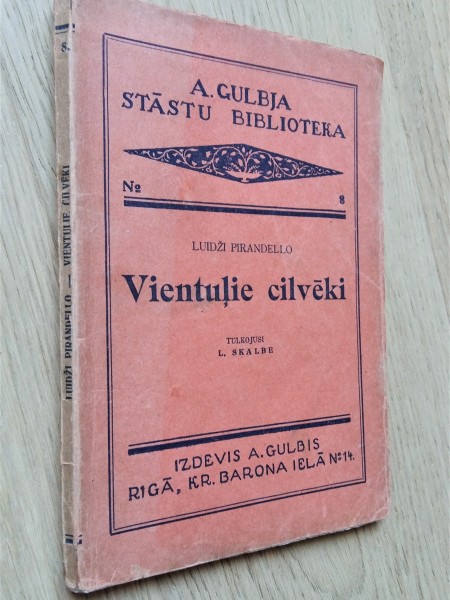 A. GULBJA
STĀSTU BIBLIOTEKA
№ 8
LUIDŽI PIRANDELLO
Vientuļie cilvēki
TULKOJUSI
L. SKALBE
IZDEVIS A. GULBIS
RĪGĀ, KR. BARONA IELĀ № 14.
8.
LUIDŽI PIRANDELLO — VIENTUĻIE CILVĒKI